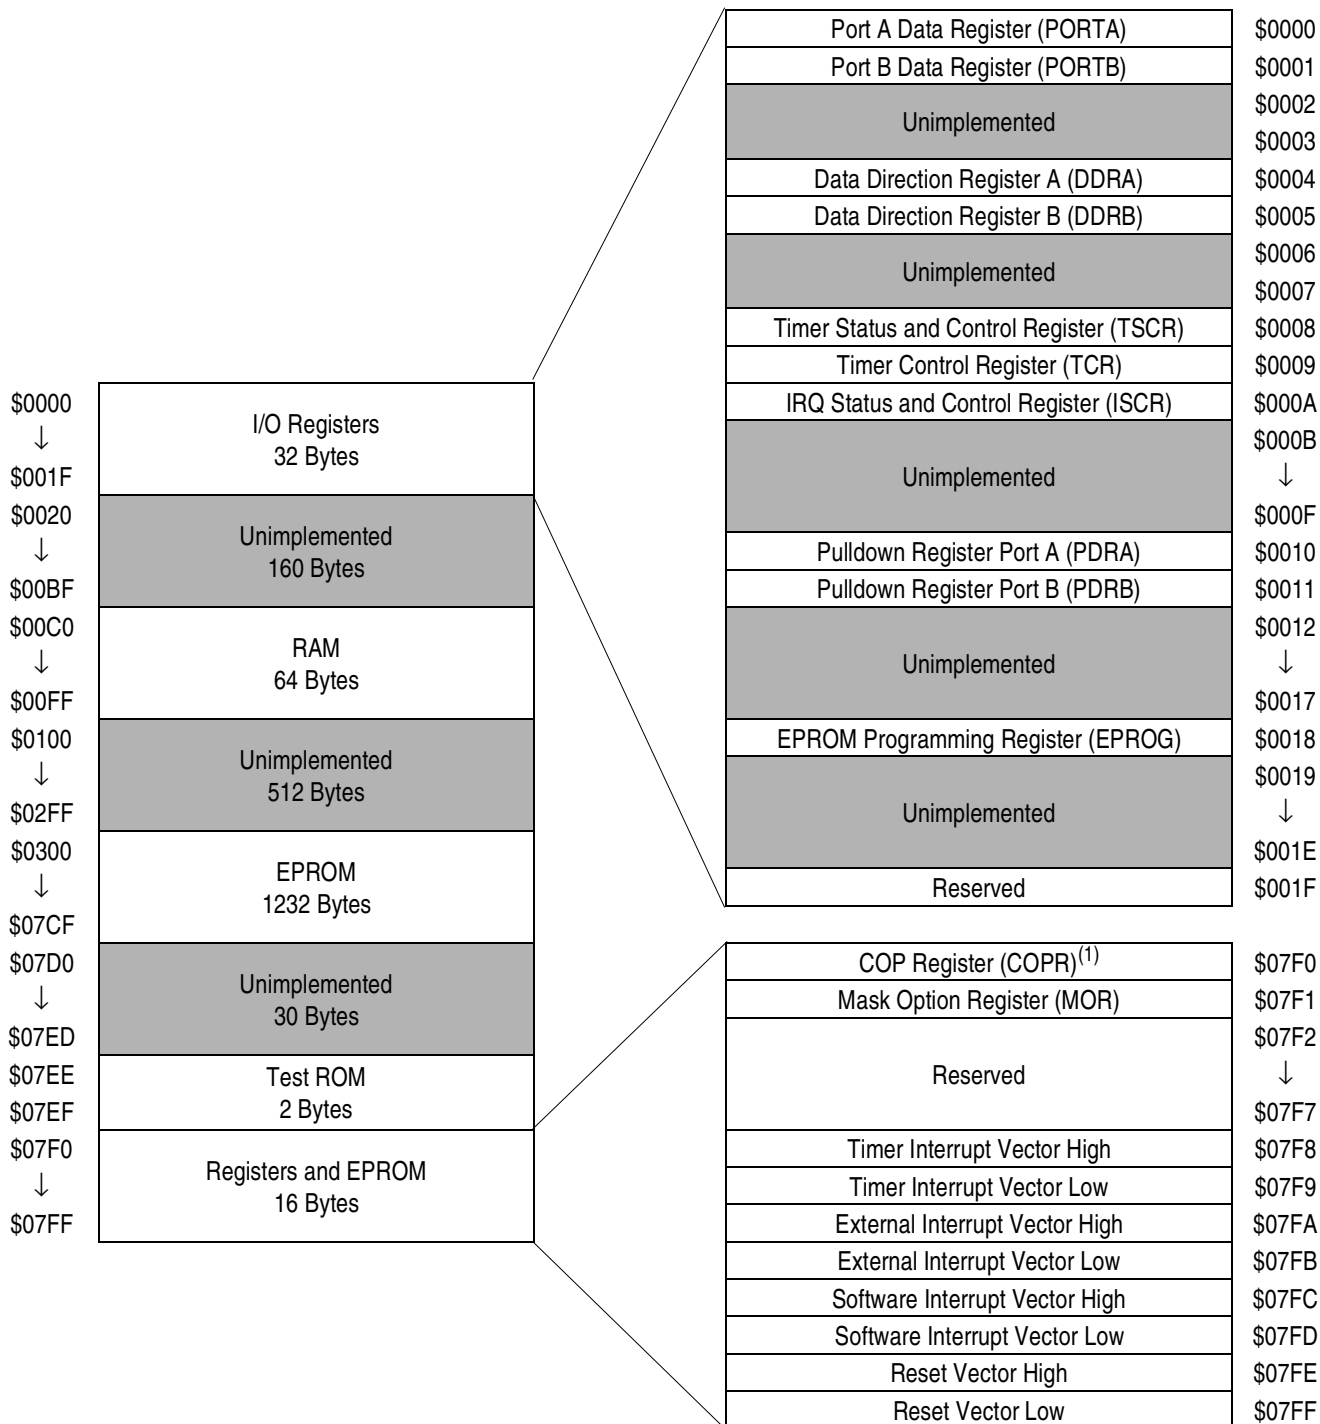 $0000
↓
$001F
I/O Registers
32 Bytes
$0020
↓
$00BF
Unimplemented
160 Bytes
$00C0
↓
$00FF
RAM
64 Bytes
$0100
↓
$02FF
Unimplemented
512 Bytes
$0300
↓
$07CF
EPROM
1232 Bytes
$07D0
↓
$07ED
Unimplemented
30 Bytes
$07EE
$07EF
Test ROM
2 Bytes
$07F0
↓
$07FF
Registers and EPROM
16 Bytes
Port A Data Register (PORTA) $0000
Port B Data Register (PORTB) $0001
Unimplemented
$0002
$0003
Data Direction Register A (DDRA) $0004
Data Direction Register B (DDRB) $0005
Unimplemented
$0006
$0007
Timer Status and Control Register (TSCR) $0008
Timer Control Register (TCR) $0009
IRQ Status and Control Register (ISCR) $000A
Unimplemented
$000B
↓
$000F
Pulldown Register Port A (PDRA) $0010
Pulldown Register Port B (PDRB) $0011
Unimplemented
$0012
↓
$0017
EPROM Programming Register (EPROG) $0018
Unimplemented
$0019
↓
$001E
Reserved $001F
COP Register (COPR)(1) $07F0
Mask Option Register (MOR) $07F1
Reserved
$07F2
↓
$07F7
Timer Interrupt Vector High $07F8
Timer Interrupt Vector Low $07F9
External Interrupt Vector High $07FA
External Interrupt Vector Low $07FB
Software Interrupt Vector High $07FC
Software Interrupt Vector Low $07FD
Reset Vector High $07FE
Reset Vector Low $07FF